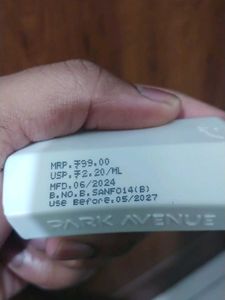 MRP.₹99.00
USP.₹2.20/ML
MFD.06/2024
B.NO.B.SANF014(B)
Use Before.05/2027
PARK AVENUE